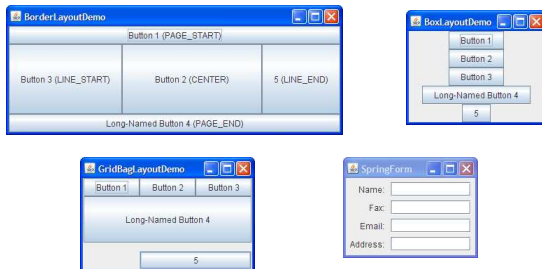 BorderLayoutDemo
Button 1 (PAGE_START)
Button 3 (LINE_START) Button 2 (CENTER) 5 (LINE_END)
Long-Named Button 4 (PAGE_END)
BoxLayoutDemo
Button 1
Button 2
Button 3
Long-Named Button 4
5
GridBagLayoutDemo
Button 1 Button 2 Button 3
Long-Named Button 4
5
SpringForm
Name:
Fax:
Email:
Address: